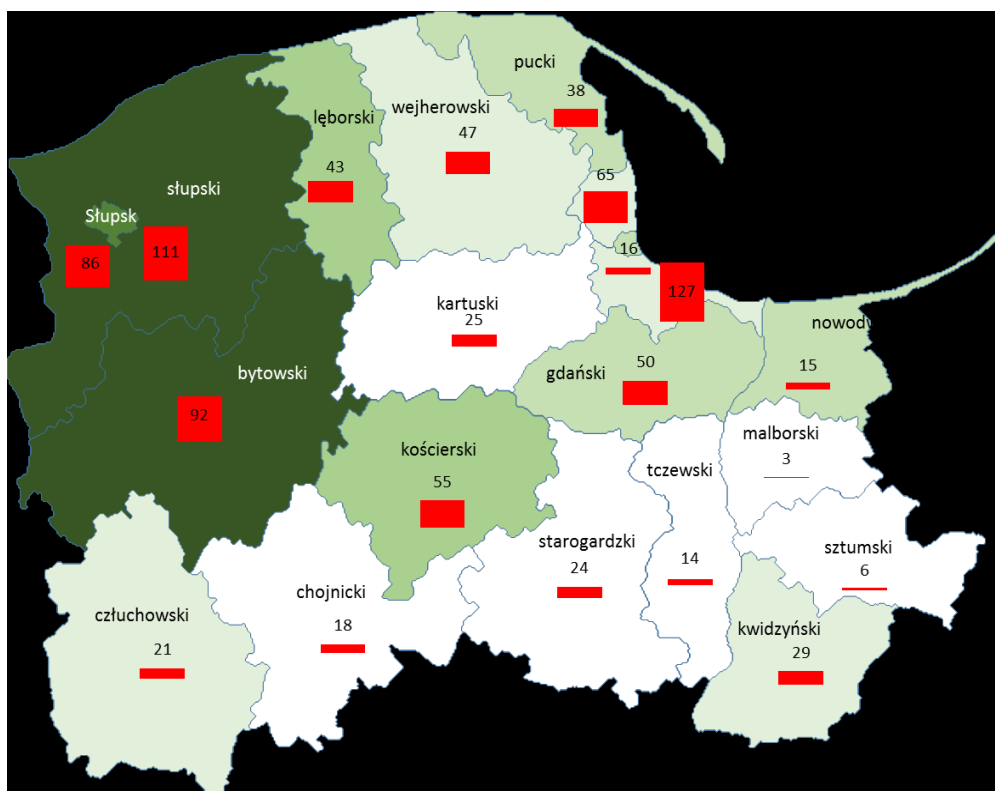 pucki
38
wejherowski
47
lęborski
43
65
słupski
Słupsk
86
111
16
127
kartuski
25
nowody
15
bytowski
92
gdański
50
malborski
3
kościerski
55
tczewski
14
starogardzki
24
sztumski
6
chojnicki
18
człuchowski
21
kwidzyński
29